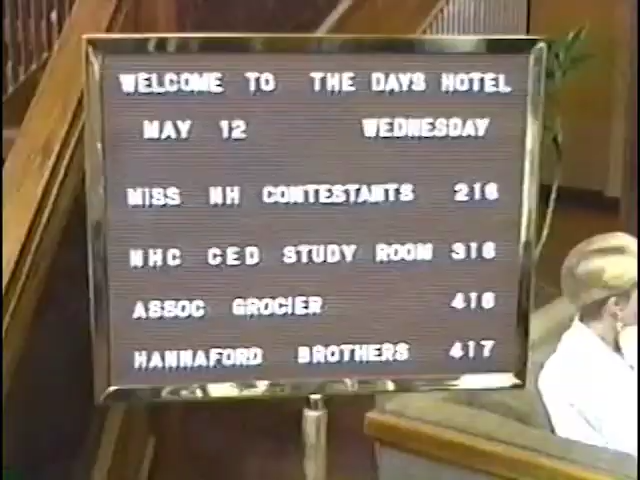 WELCOME TO THE DAYS HOTEL
MAY 12 WEDNESDAY
MISS NH CONTESTANTS 216
NHC CED STUDY ROOM 316
ASSOC GROCIER 416
HANNAFORD BROTHERS 417